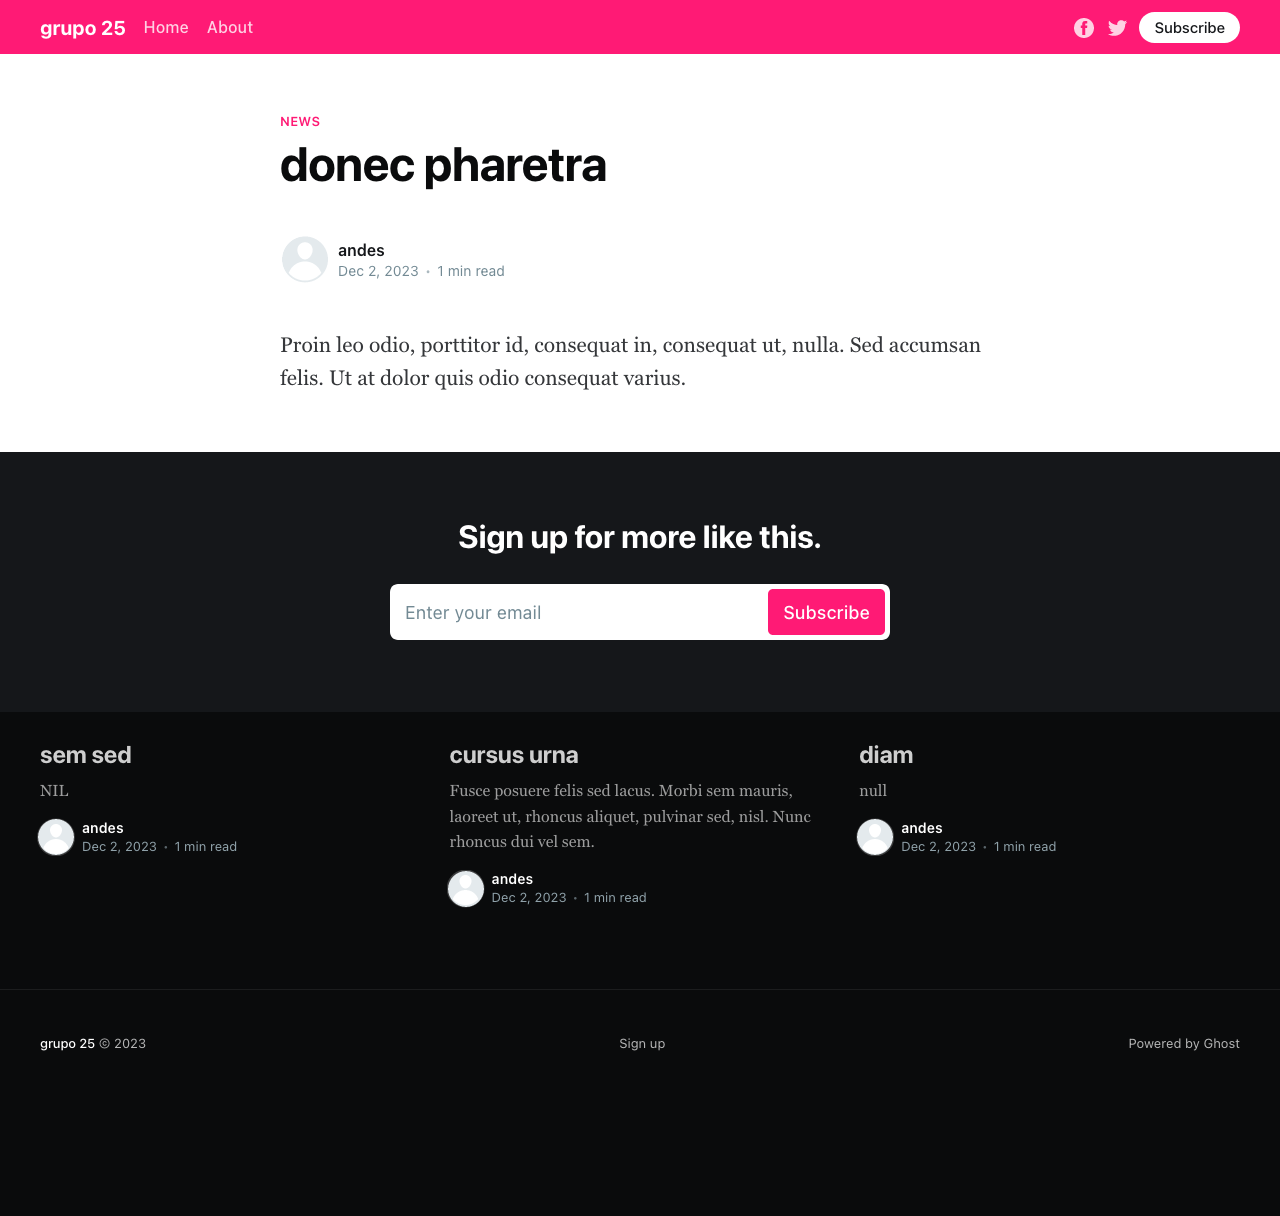 grupo 25 Home About Subscribe
NEWS
donec pharetra
andes
Dec 2, 2023 • 1 min read
Proin leo odio, porttitor id, consequat in, consequat ut, nulla. Sed accumsan
felis. Ut at dolor quis odio consequat varius.
Sign up for more like this.
Enter your email Subscribe
sem sed
NIL
andes
Dec 2, 2023 • 1 min read
cursus urna
Fusce posuere felis sed lacus. Morbi sem mauris,
laoreet ut, rhoncus aliquet, pulvinar sed, nisl. Nunc
rhoncus dui vel sem.
andes
Dec 2, 2023 • 1 min read
diam
null
andes
Dec 2, 2023 • 1 min read
grupo 25 © 2023 Sign up Powered by Ghost